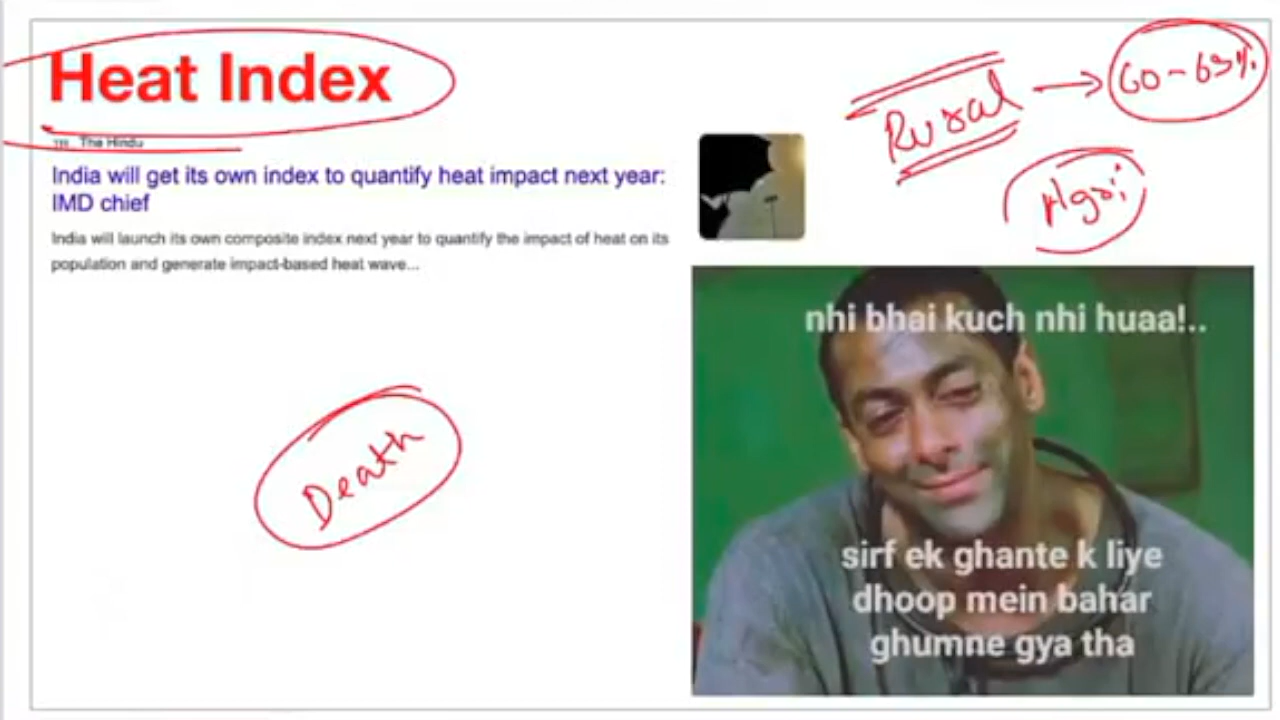 Heat Index
The Hindu
India will get its own index to quantify heat impact next year:
IMD chief
India will launch its own composite index next year to quantify the impact of heat on its
population and generate impact-based heat wave...
Rural → 60-65%
Agri
Death
nhi bhai kuch nhi huaa!..
sirf ek ghante k liye
dhoop mein bahar
ghumne gya tha